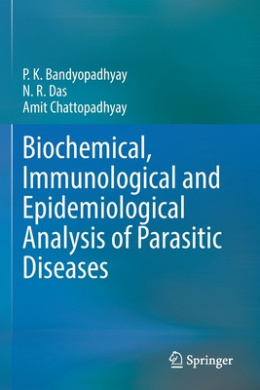 P. K. Bandyopadhyay
N. R. Das
Amit Chattopadhyay
Biochemical,
Immunological and
Epidemiological
Analysis of Parasitic
Diseases
Springer